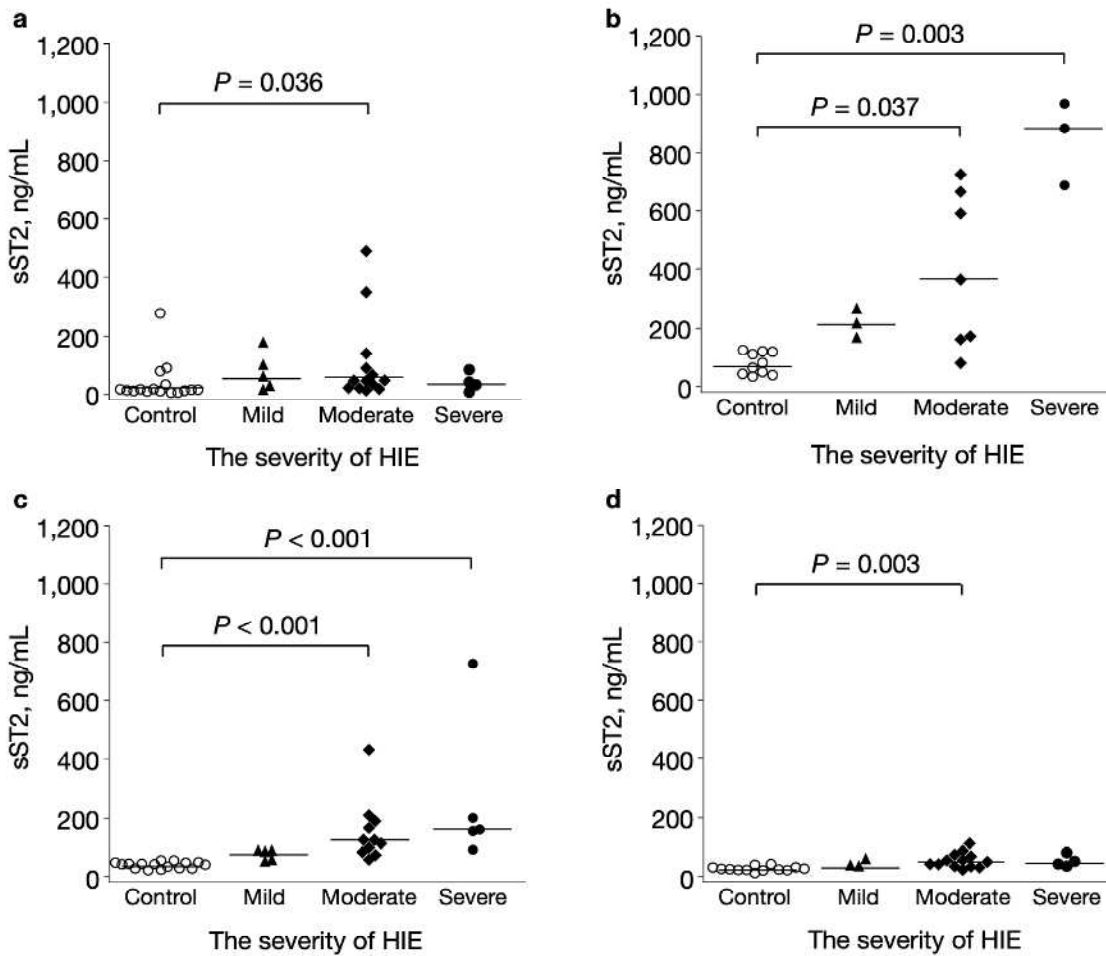 a
1,200
1,000
800
600
400
200
0
sST2, ng/mL
P = 0.036
Control Mild Moderate Severe
The severity of HIE
b
1,200
1,000
800
600
400
200
0
sST2, ng/mL
P = 0.003
P = 0.037
Control Mild Moderate Severe
The severity of HIE
c
1,200
1,000
800
600
400
200
0
sST2, ng/mL
P < 0.001
P < 0.001
Control Mild Moderate Severe
The severity of HIE
d
1,200
1,000
800
600
400
200
0
sST2, ng/mL
P = 0.003
Control Mild Moderate Severe
The severity of HIE